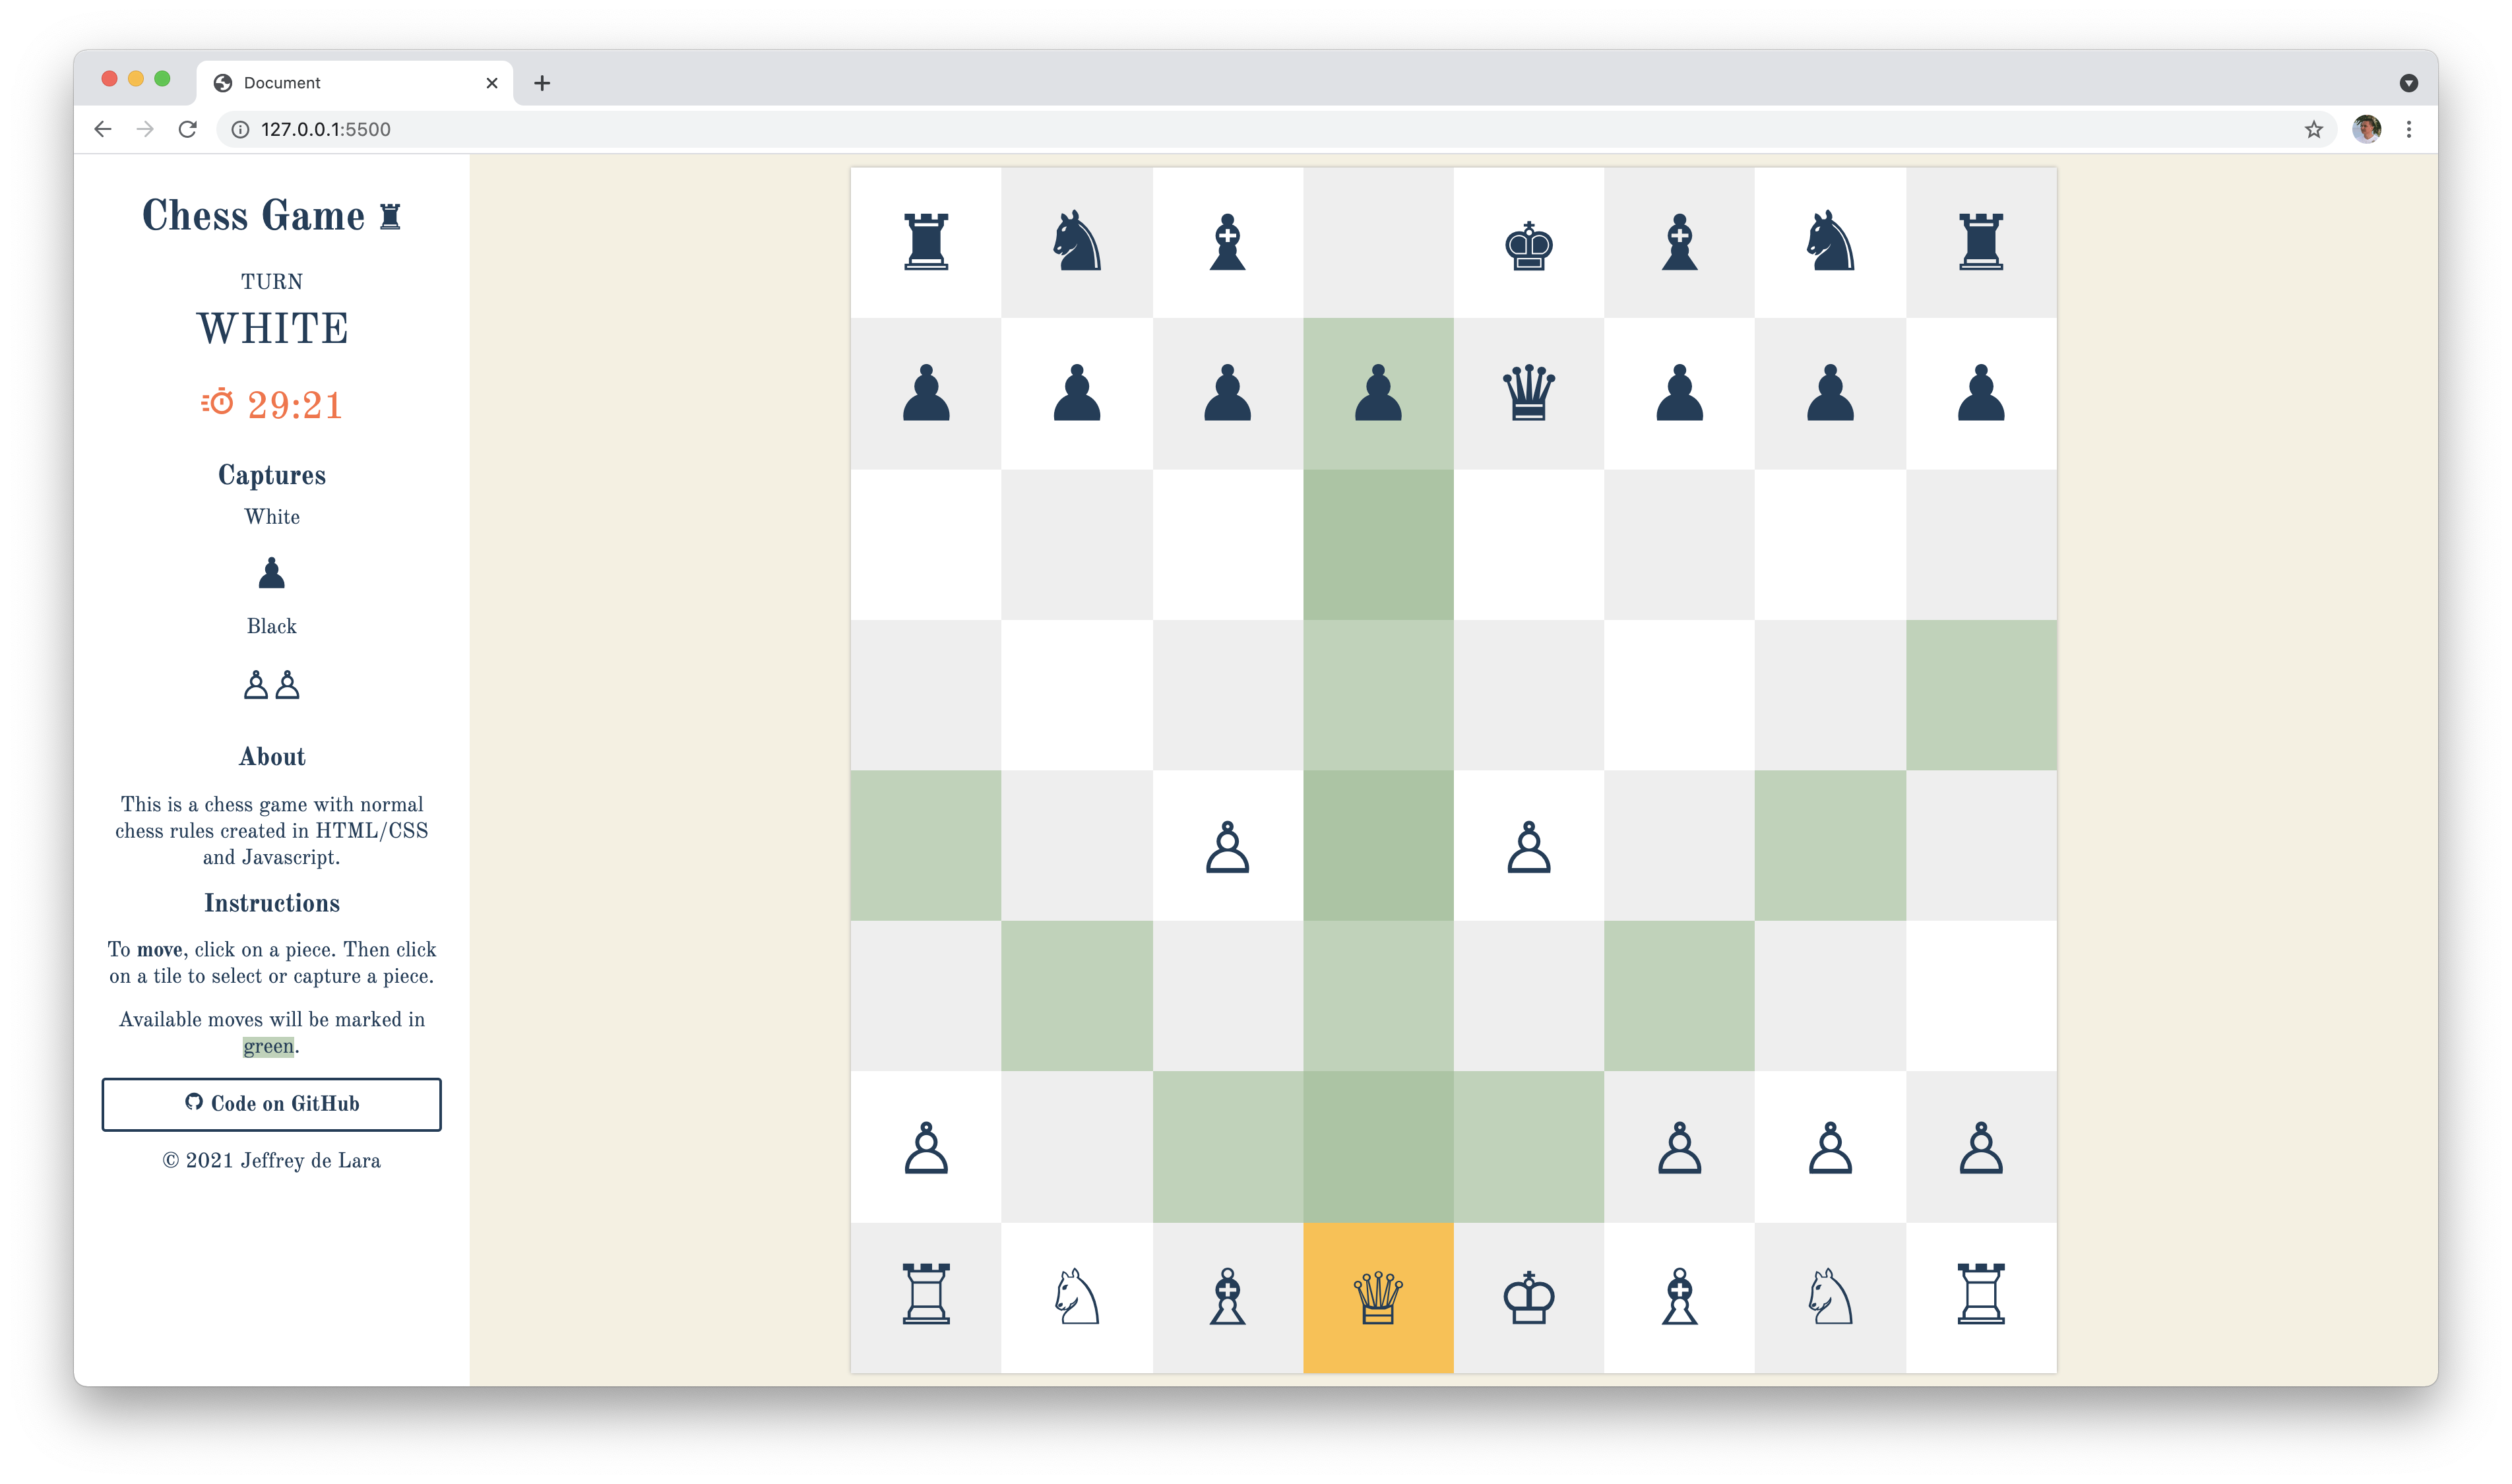 Document
127.0.0.1:5500
Chess Game
TURN
WHITE
29:21
Captures
White
Black
About
This is a chess game with normal
chess rules created in HTML/CSS
and Javascript.
Instructions
To move, click on a piece. Then click
on a tile to select or capture a piece.
Available moves will be marked in
green.
Code on GitHub
© 2021 Jeffrey de Lara